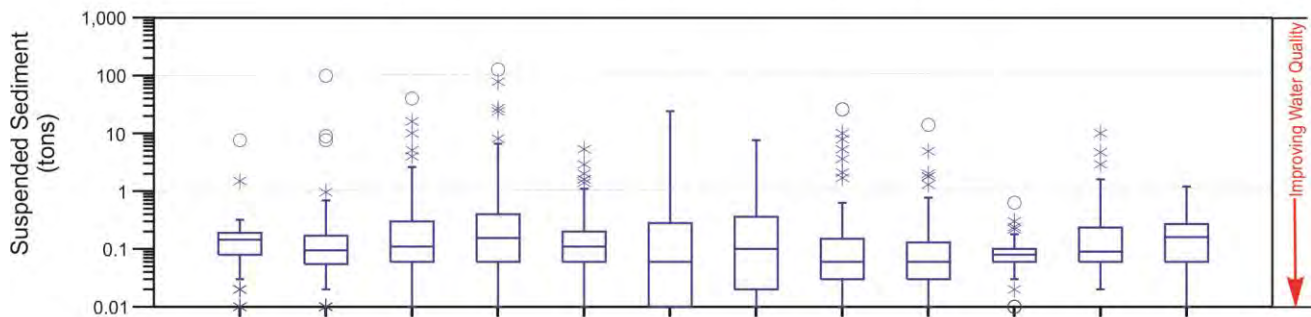 Suspended Sediment
(tons)
1,000
100
10
1
0.1
0.01
Improving Water Quality